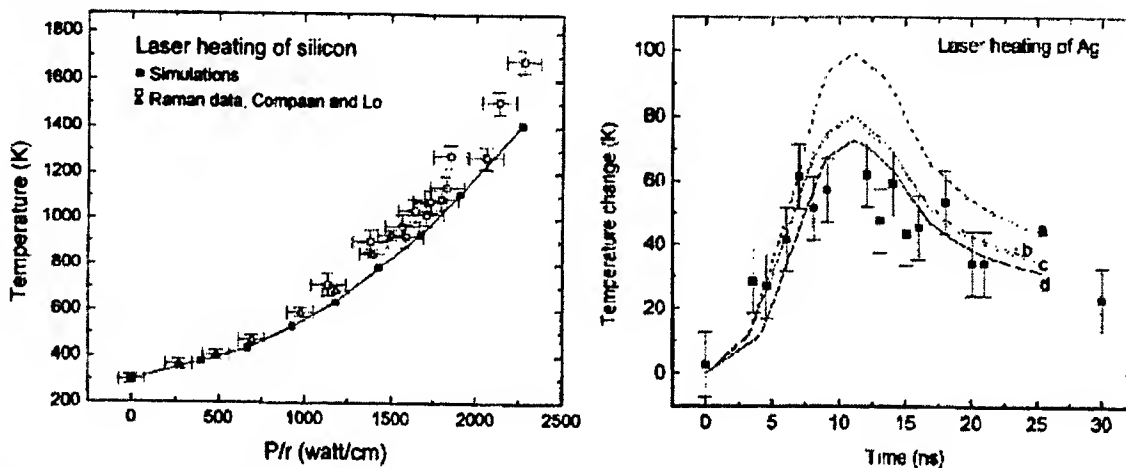 Laser heating of silicon
Simulations
Raman data, Compaan and Lo
Temperature (K)
1800
1600
1400
1200
1000
800
600
400
200
0
500
1000
1500
2000
2500
P/r (watt/cm)
Laser heating of Ag
Temperature change (K)
100
80
60
40
20
0
a
b
c
d
0
5
10
15
20
25
30
Time (ns)